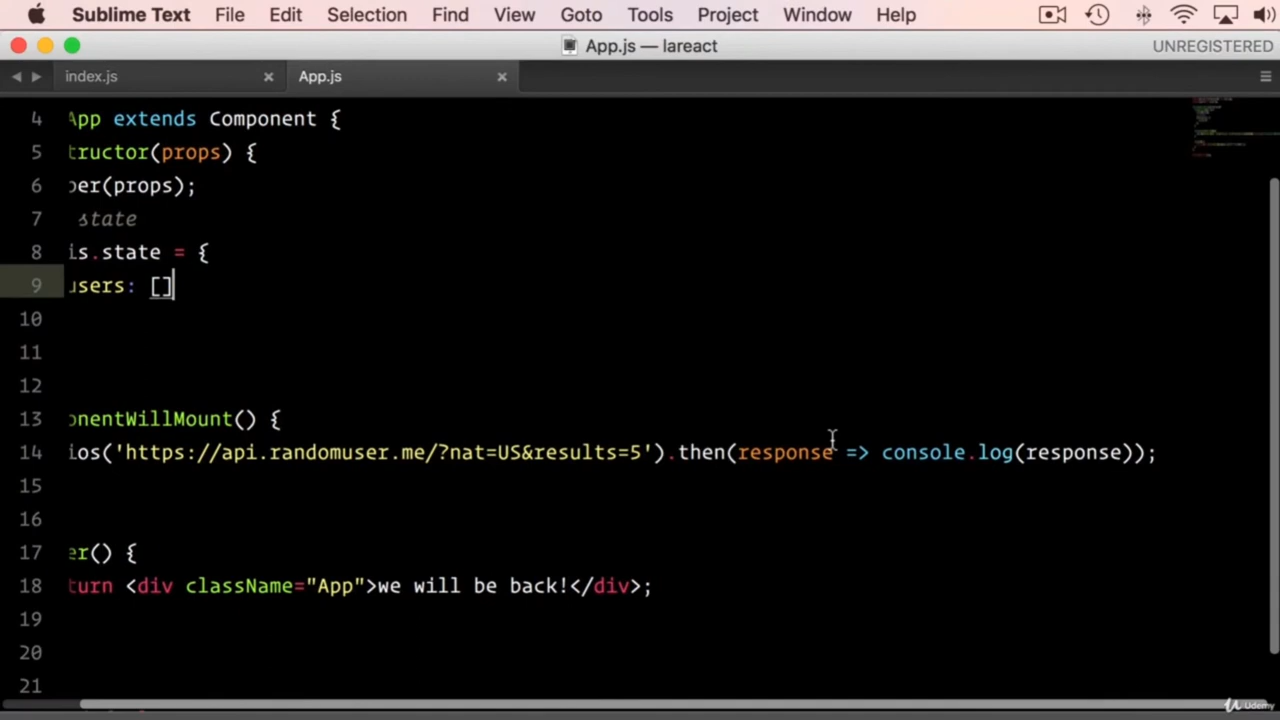 Sublime Text File Edit Selection Find View Goto Tools Project Window Help
App.js — lareact UNREGISTERED
index.js App.js
4 App extends Component {
5 tructor(props) {
6 per(props);
7 state
8 is.state = {
9 users: []
10
11
12
13 onentWillMount() {
14 ios('https://api.randomuser.me/?nat=US&results=5').then(response => console.log(response));
15
16
17 er() {
18 turn <div className="App">we will be back!</div>;
19
20
21
Udemy